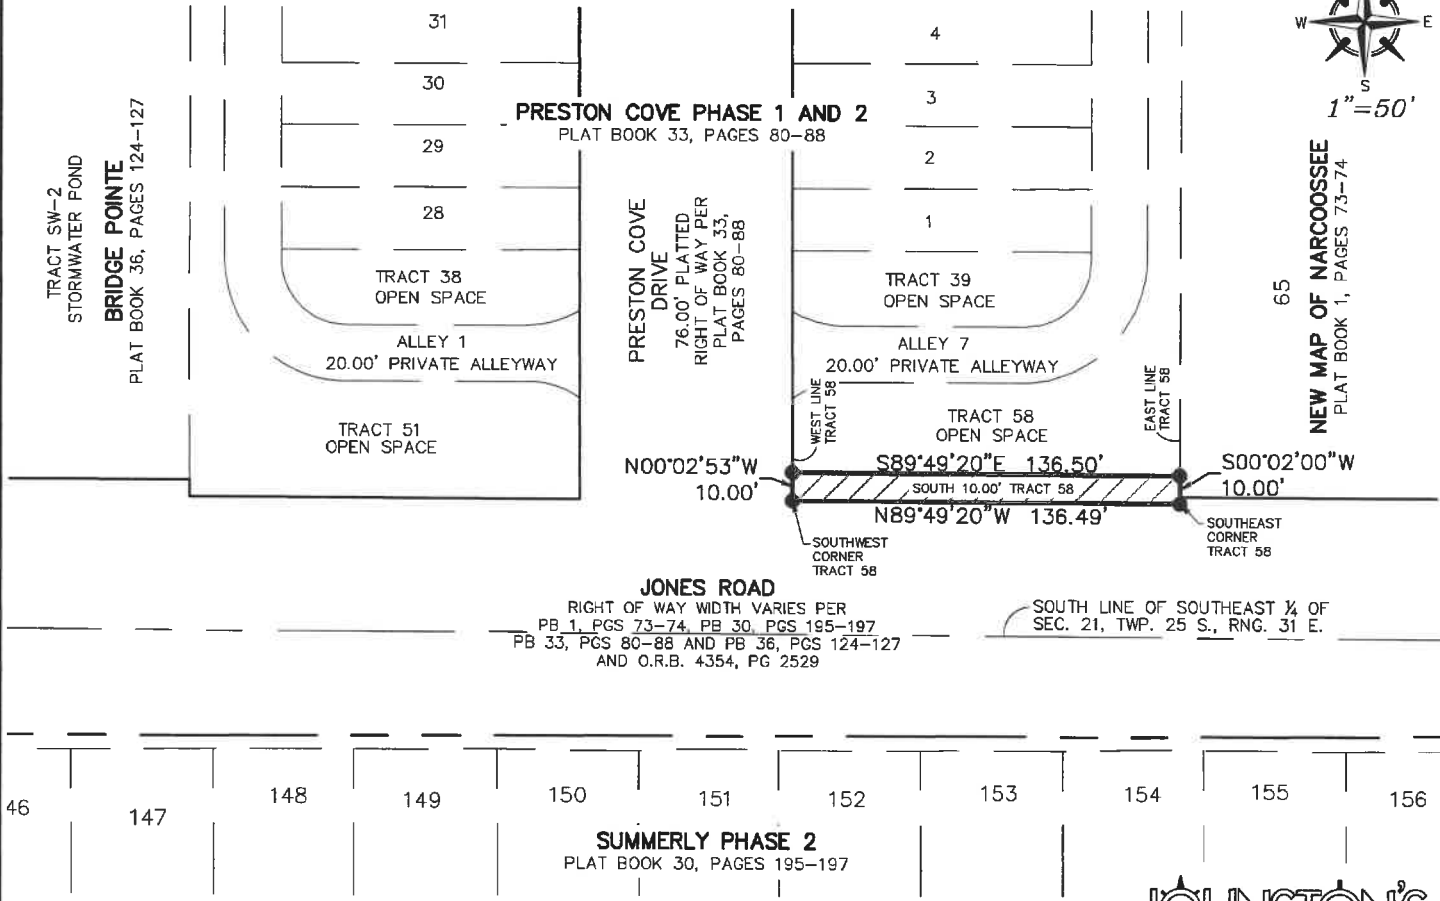 W
E
S
1"=50'
31
30
29
28
4
3
2
1
PRESTON COVE PHASE 1 AND 2
PLAT BOOK 33, PAGES 80-88
TRACT SW-2
STORMWATER POND
BRIDGE POINTE
PLAT BOOK 36, PAGES 124-127
TRACT 38
OPEN SPACE
ALLEY 1
20.00' PRIVATE ALLEYWAY
TRACT 51
OPEN SPACE
PRESTON COVE
DRIVE
76.00' PLATTED
RIGHT OF WAY PER
PLAT BOOK 33,
PAGES 80-88
TRACT 39
OPEN SPACE
ALLEY 7
20.00' PRIVATE ALLEYWAY
WEST LINE
TRACT 58
TRACT 58
OPEN SPACE
EAST LINE
TRACT 58
65
NEW MAP OF NARCOOSSEE
PLAT BOOK 1, PAGES 73-74
N00°02'53"W
10.00'
S89°49'20"E 136.50'
SOUTH 10.00' TRACT 58
N89°49'20"W 136.49'
S00°02'00"W
10.00'
SOUTHWEST
CORNER
TRACT 58
SOUTHEAST
CORNER
TRACT 58
JONES ROAD
RIGHT OF WAY WIDTH VARIES PER
PB 1, PGS 73-74, PB 30, PGS 195-197
PB 33, PGS 80-88 AND PB 36, PGS 124-127
AND O.R.B. 4354, PG 2529
SOUTH LINE OF SOUTHEAST ¼ OF
SEC. 21, TWP. 25 S., RNG. 31 E.
46
147
148
149
150
151
152
153
154
155
156
SUMMERLY PHASE 2
PLAT BOOK 30, PAGES 195-197